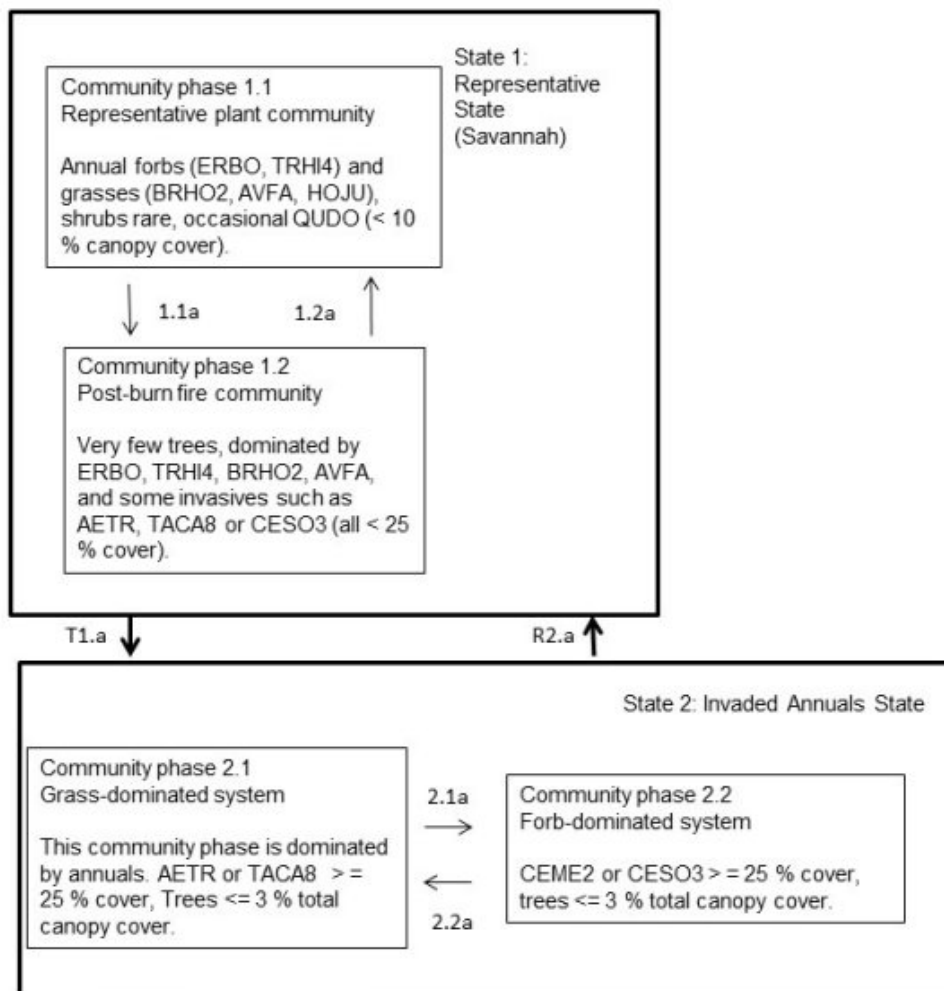 State 1:
Representative
State
(Savannah)
Community phase 1.1
Representative plant community
Annual forbs (ERBO, TRHI4) and
grasses (BRHO2, AVFA, HOJU),
shrubs rare, occasional QUDO (< 10
% canopy cover).
1.1a
1.2a
Community phase 1.2
Post-burn fire community
Very few trees, dominated by
ERBO, TRHI4, BRHO2, AVFA,
and some invasives such as
AETR, TACA8 or CESO3 (all < 25
% cover).
T1.a
R2.a
State 2: Invaded Annuals State
Community phase 2.1
Grass-dominated system
This community phase is dominated
by annuals. AETR or TACA8 > =
25 % cover, Trees <= 3 % total
canopy cover.
2.1a
2.2a
Community phase 2.2
Forb-dominated system
CEME2 or CESO3 > = 25 % cover,
trees <= 3 % total canopy cover.